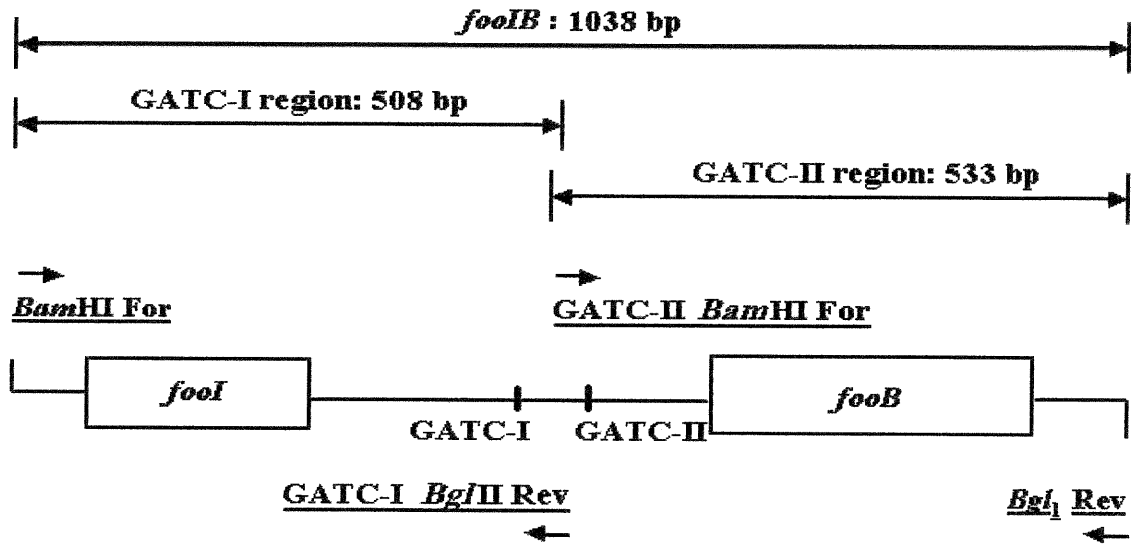 fooIB : 1038 bp
GATC-I region: 508 bp
GATC-II region: 533 bp
BamHI For
GATC-II BamHI For
fooI
fooB
GATC-I
GATC-II
GATC-I BglII Rev
Bgl1 Rev